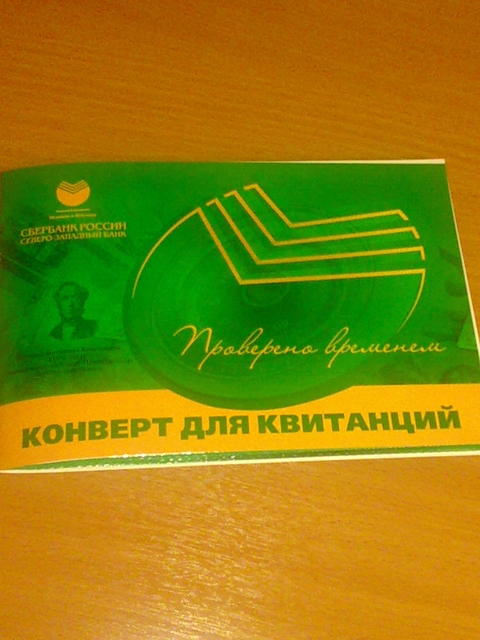 СБЕРБАНК РОССИИ
СЕВЕРО-ЗАПАДНЫЙ БАНК
Проверено временем
КОНВЕРТ ДЛЯ КВИТАНЦИЙ